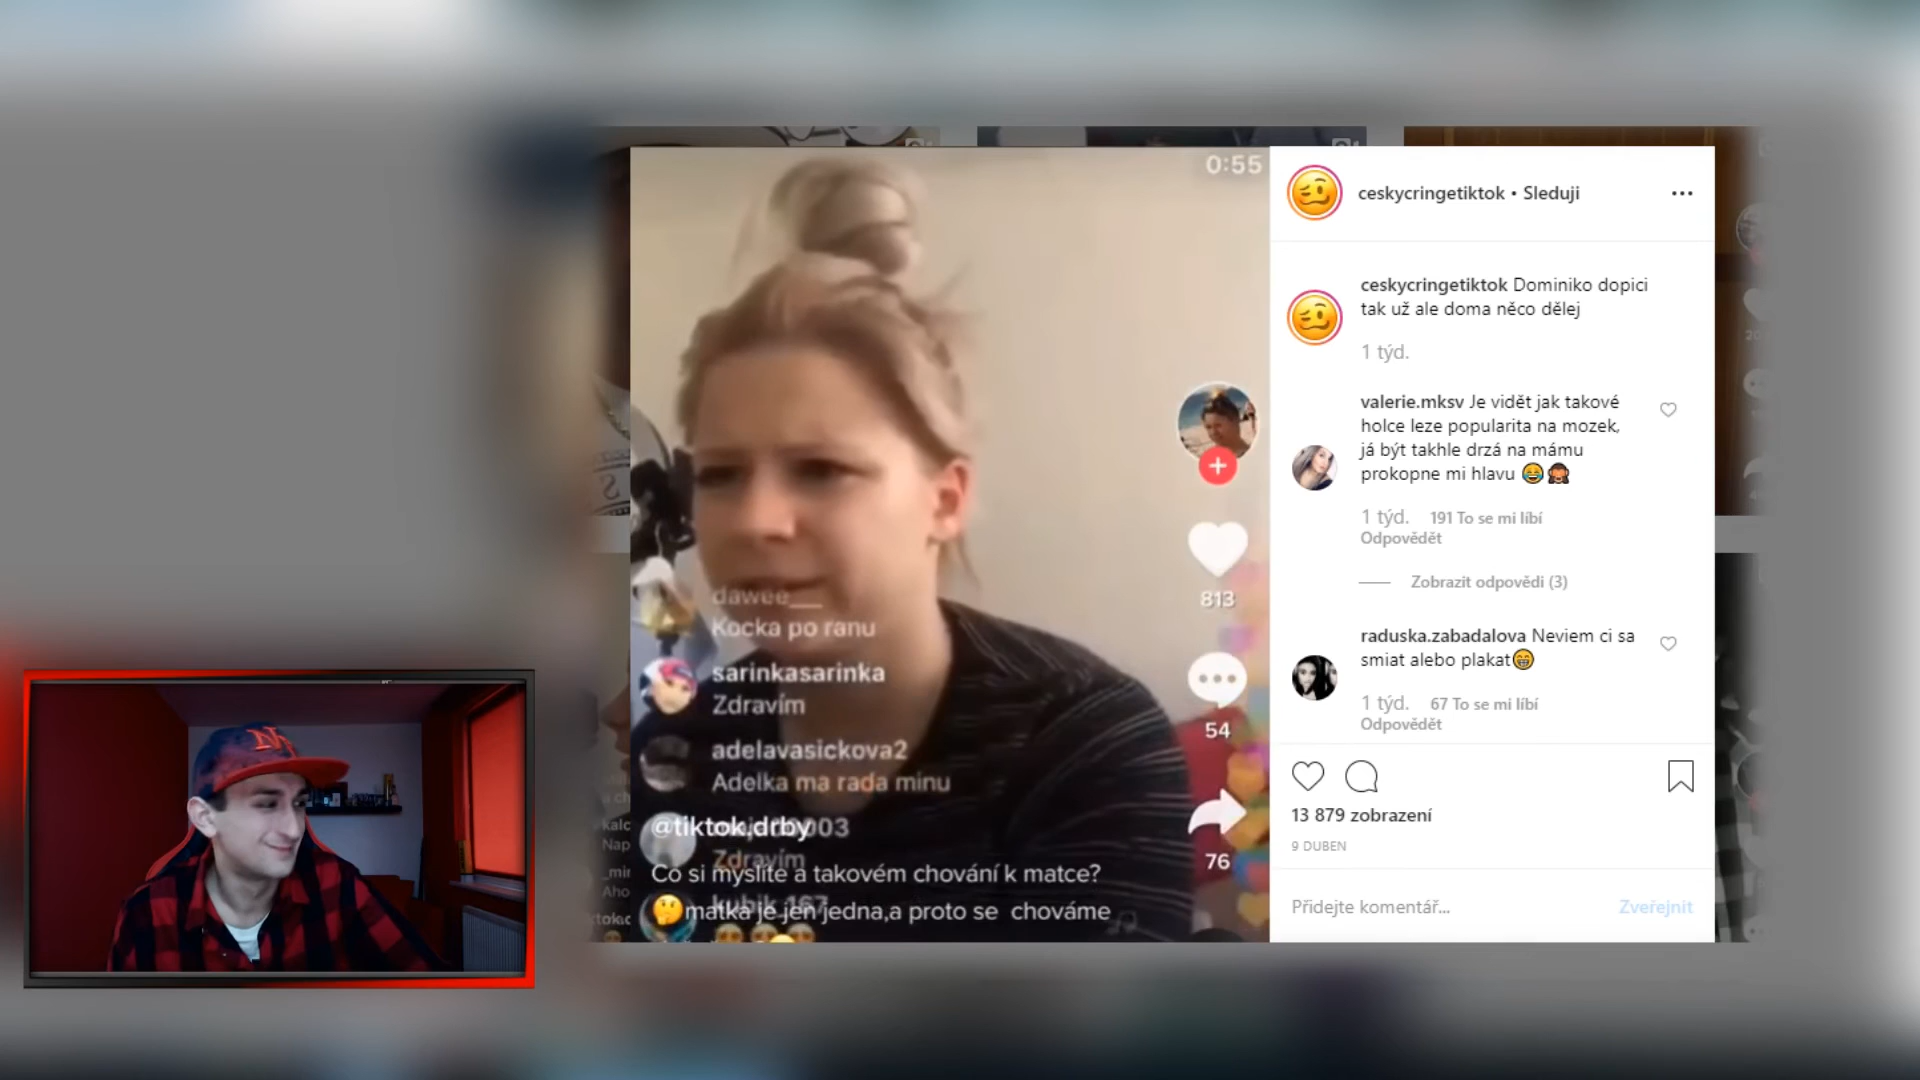 0:55
813
54
76
dawee__
Kocka po ranu
sarinkasarinka
Zdravím
adelavasickova2
Adelka ma rada minu
@tiktok.drby
Zdravím
Co si myslíte a takovém chování k matce?
kubik_167
🤔matka je jen jedna,a proto se chováme
ceskycringetiktok • Sleduji
ceskycringetiktok Dominiko dopici
tak už ale doma něco dělej
1 týd.
valerie.mksv Je vidět jak takové
holce leze popularita na mozek,
já být takhle drzá na mámu
prokopne mi hlavu 😂🙈
1 týd. 191 To se mi líbí
Odpovědět
Zobrazit odpovědi (3)
raduska.zabadalova Neviem ci sa
smiat alebo plakat😁
1 týd. 67 To se mi líbí
Odpovědět
13 879 zobrazení
9 DUBEN
Přidejte komentář...
Zveřejnit